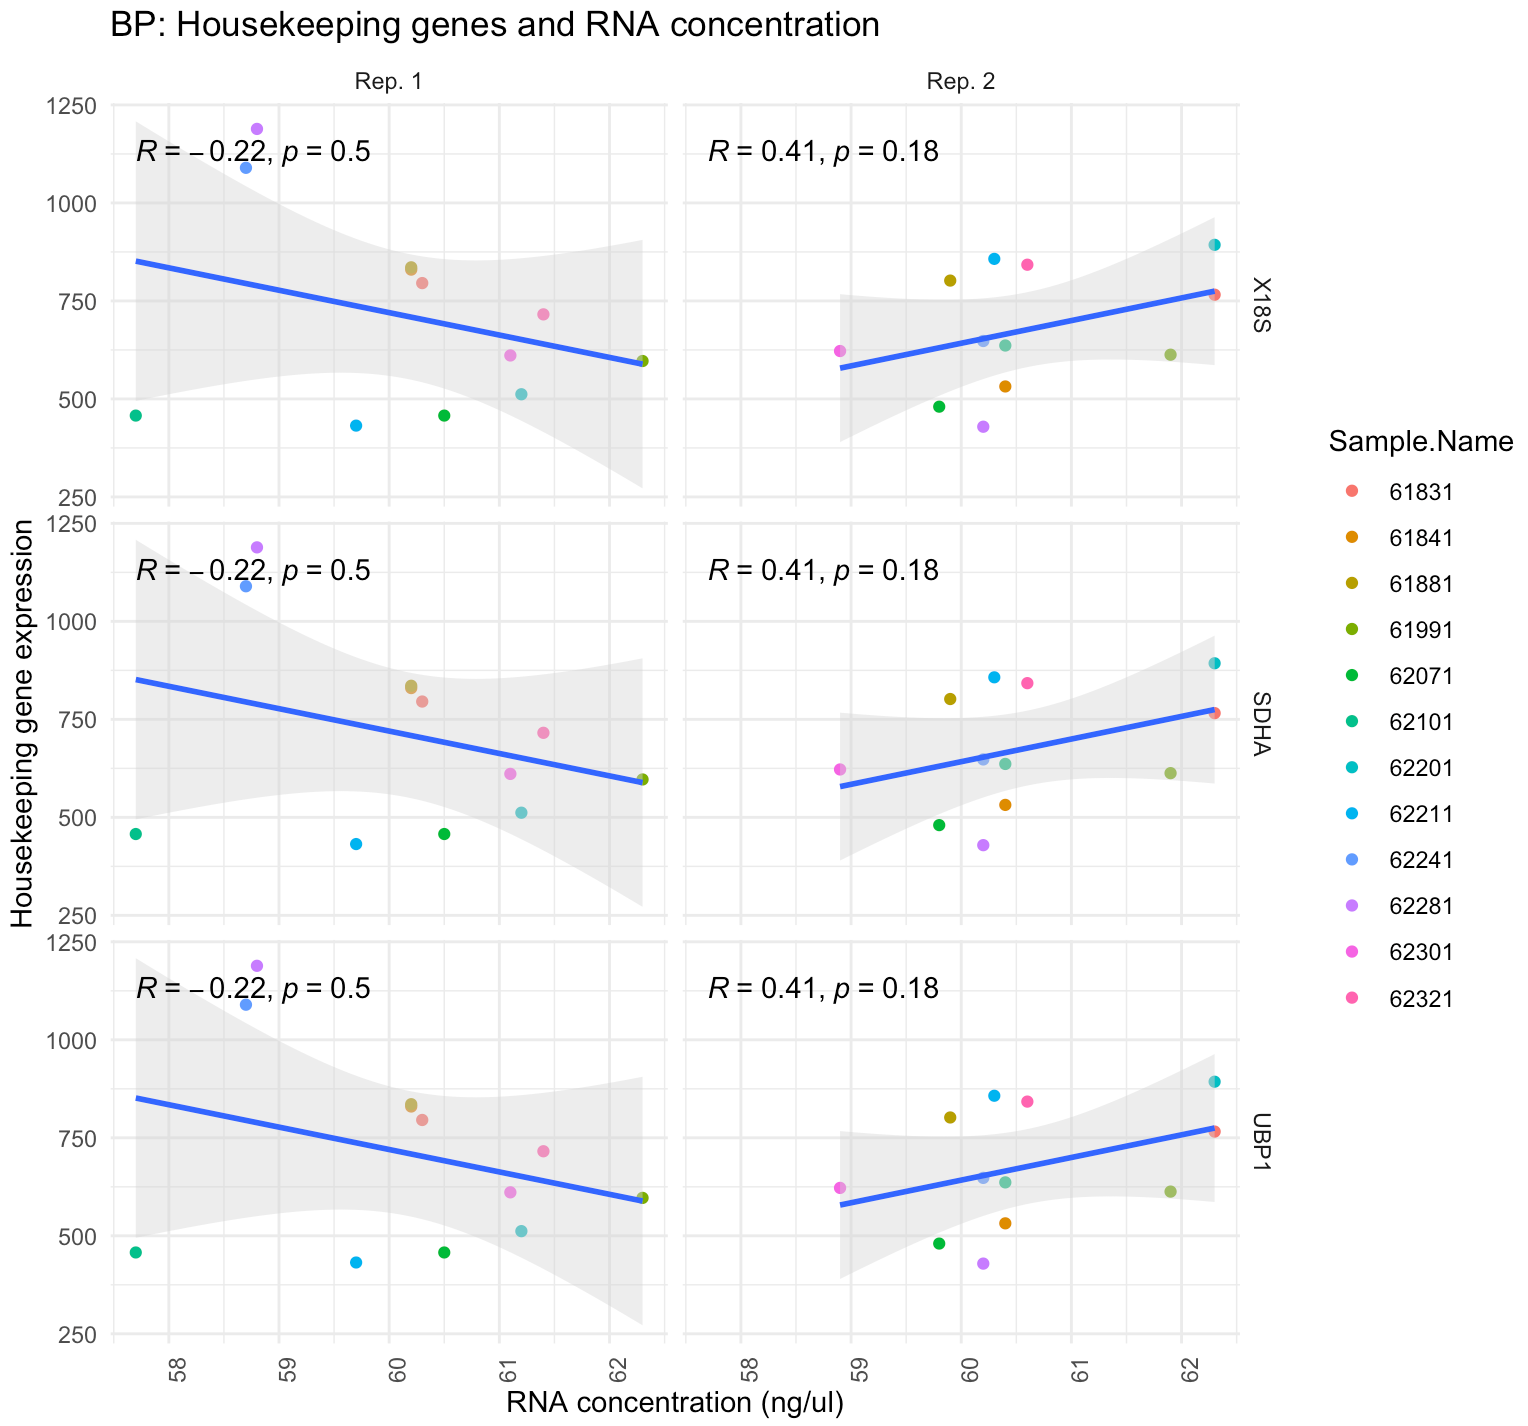 BP: Housekeeping genes and RNA concentration
Rep. 1
Rep. 2
1250
1000
750
500
250
R = −0.22, p = 0.5
R = 0.41, p = 0.18
X18S
1250
1000
750
500
250
R = −0.22, p = 0.5
R = 0.41, p = 0.18
SDHA
1250
1000
750
500
250
R = −0.22, p = 0.5
R = 0.41, p = 0.18
UBP1
Housekeeping gene expression
58
59
60
61
62
58
59
60
61
62
RNA concentration (ng/ul)
Sample.Name
61831
61841
61881
61991
62071
62101
62201
62211
62241
62281
62301
62321